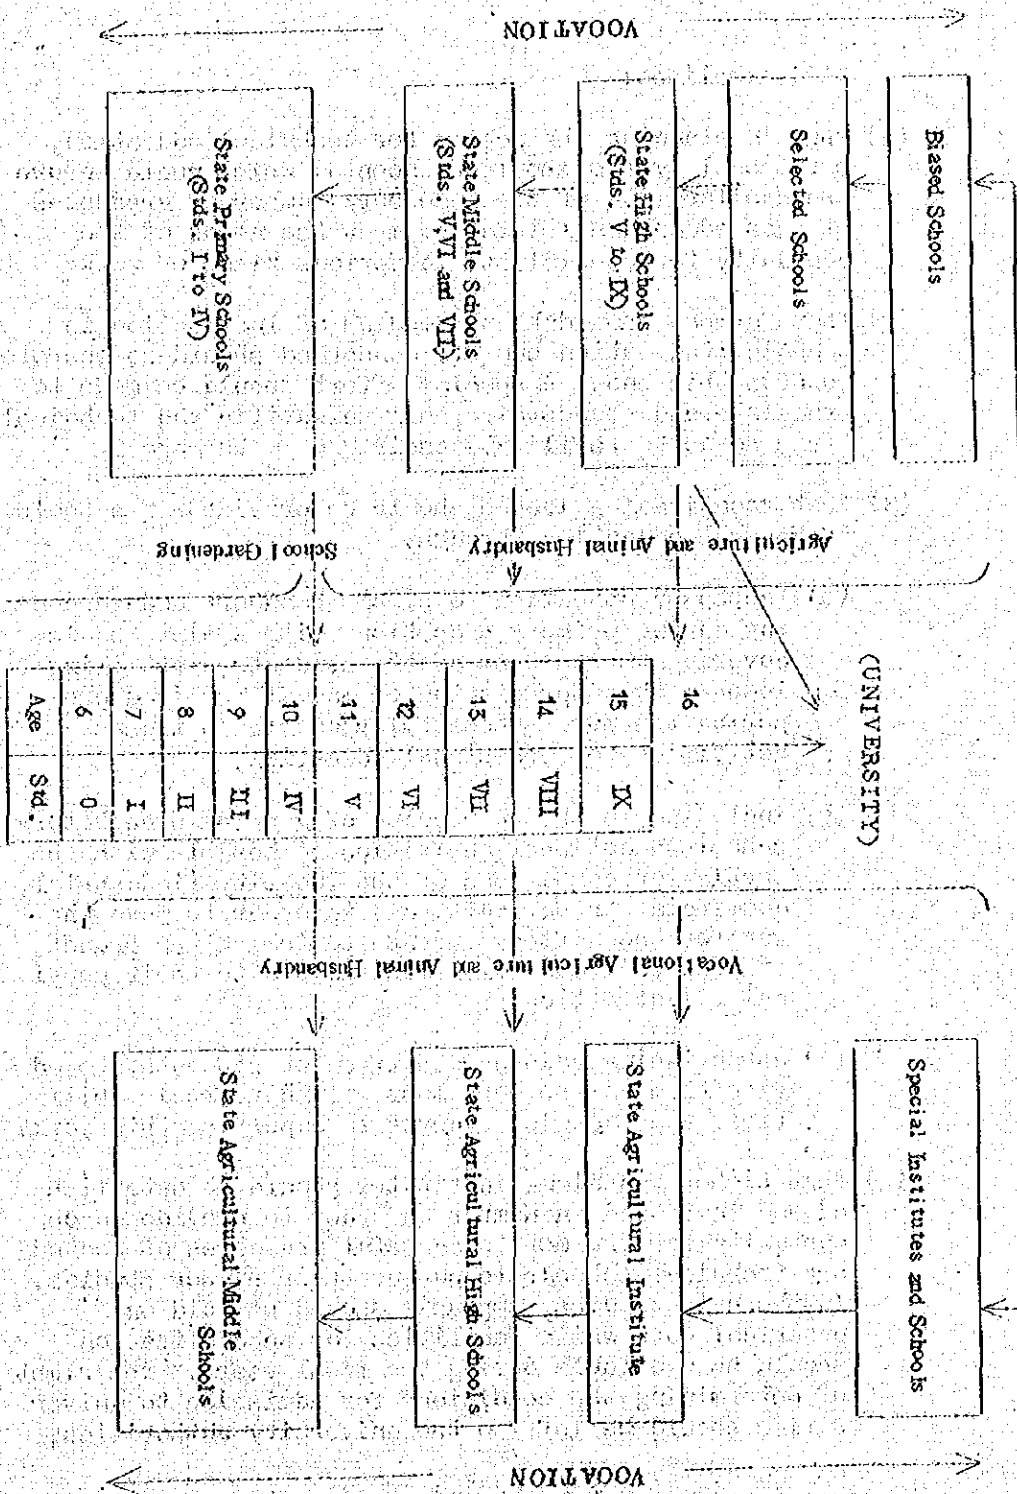 VOCATION
Biased Schools
Selected Schools
State High Schools
(Stds. V to IX)
State Middle Schools
(Stds. V, VI and VII)
State Primary Schools
(Stds. I to IV)
Agriculture and Animal Husbandry
School Gardening
(UNIVERSITY)
16
15 IX
14 VIII
13 VII
12 VI
11 V
10 IV
9 III
8 II
7 I
6 0
Age Std.
Vocational Agriculture and Animal Husbandry
Special Institutes and Schools
State Agricultural Institute
State Agricultural High Schools
State Agricultural Middle
Schools
VOCATION